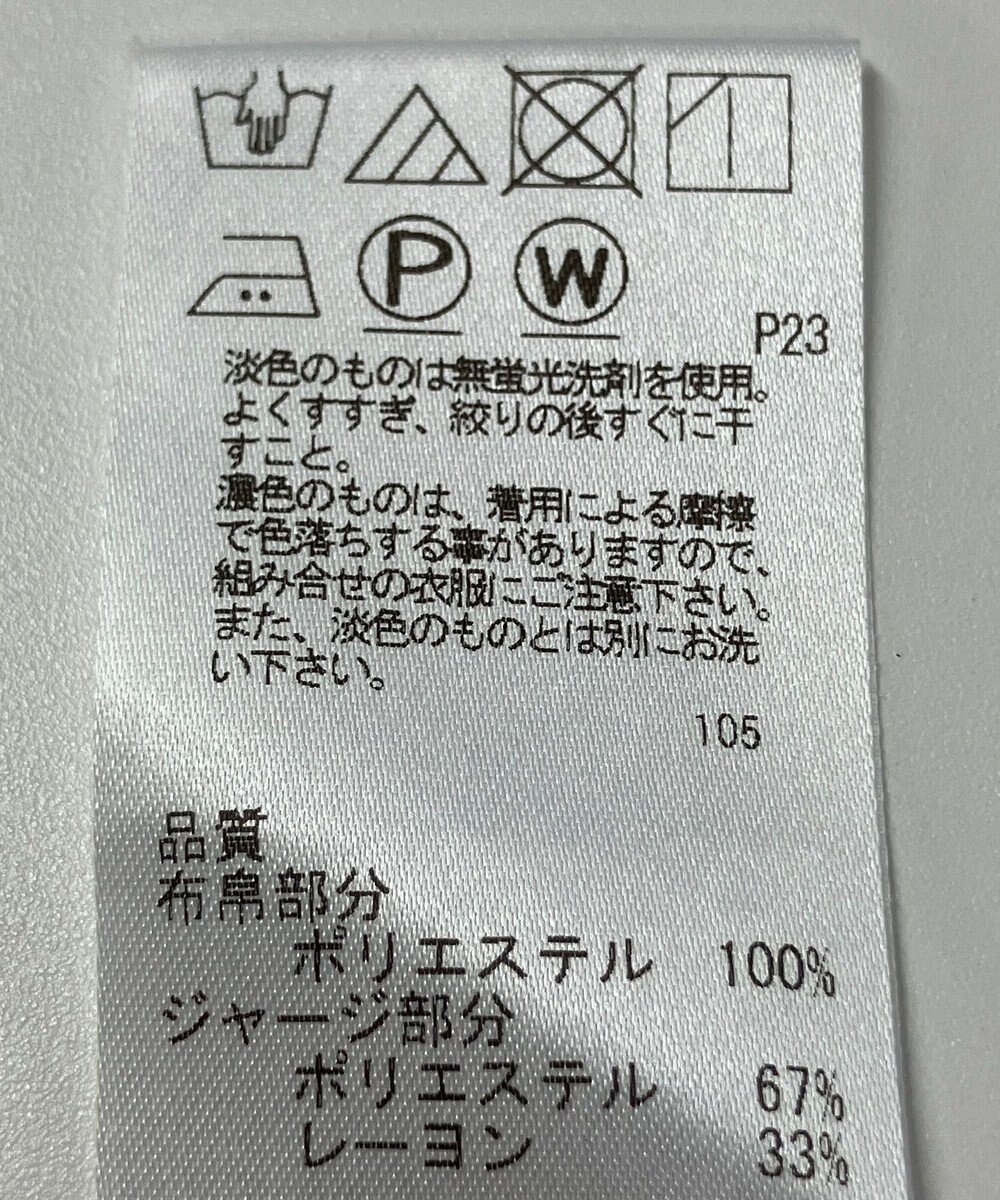 P W
P23
淡色のものは無蛍光洗剤を使用。
よくすすぎ、絞りの後すぐに干
すこと。
濃色のものは、着用による摩擦
で色落ちする事がありますので、
組み合せの衣服にご注意下さい。
また、淡色のものとは別にお洗
い下さい。
105
品質
布帛部分
ポリエステル 100%
ジャージ部分
ポリエステル 67%
レーヨン 33%